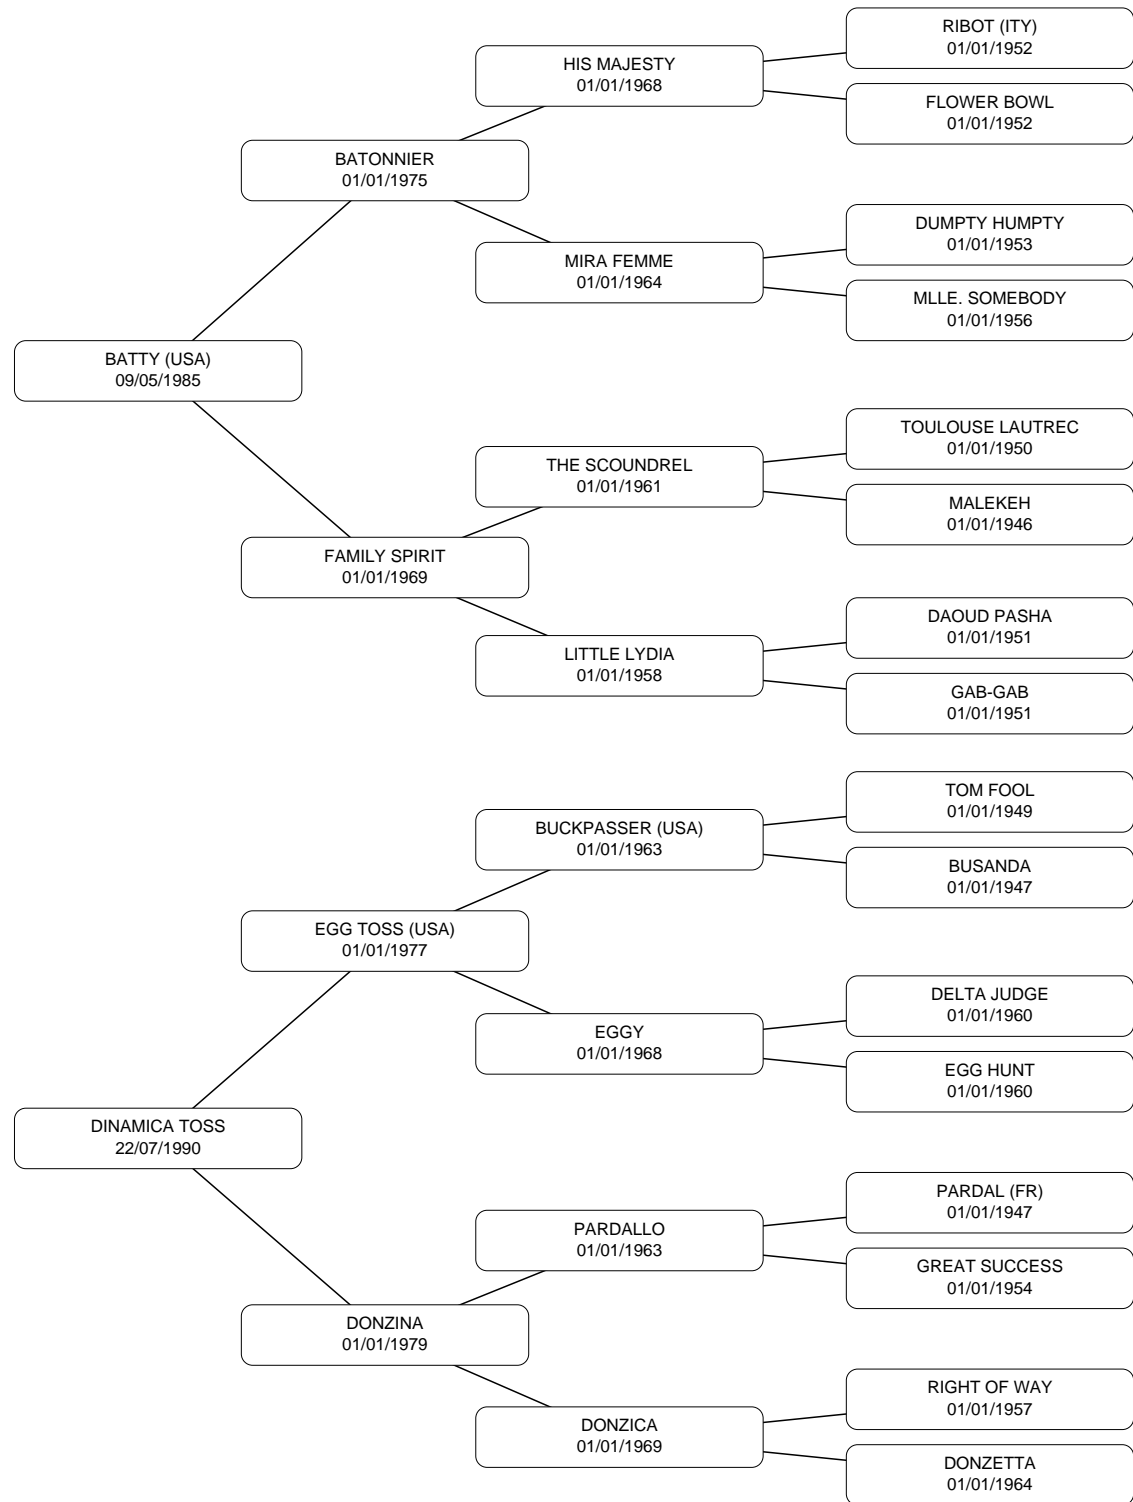 RIBOT (ITY)
01/01/1952
HIS MAJESTY
01/01/1968
FLOWER BOWL
01/01/1952
BATONNIER
01/01/1975
DUMPTY HUMPTY
01/01/1953
MIRA FEMME
01/01/1964
MLLE. SOMEBODY
01/01/1956
BATTY (USA)
09/05/1985
TOULOUSE LAUTREC
01/01/1950
THE SCOUNDREL
01/01/1961
MALEKEH
01/01/1946
FAMILY SPIRIT
01/01/1969
DAOUD PASHA
01/01/1951
LITTLE LYDIA
01/01/1958
GAB-GAB
01/01/1951
TOM FOOL
01/01/1949
BUCKPASSER (USA)
01/01/1963
BUSANDA
01/01/1947
EGG TOSS (USA)
01/01/1977
DELTA JUDGE
01/01/1960
EGGY
01/01/1968
EGG HUNT
01/01/1960
DINAMICA TOSS
22/07/1990
PARDAL (FR)
01/01/1947
PARDALLO
01/01/1963
GREAT SUCCESS
01/01/1954
DONZINA
01/01/1979
RIGHT OF WAY
01/01/1957
DONZICA
01/01/1969
DONZETTA
01/01/1964